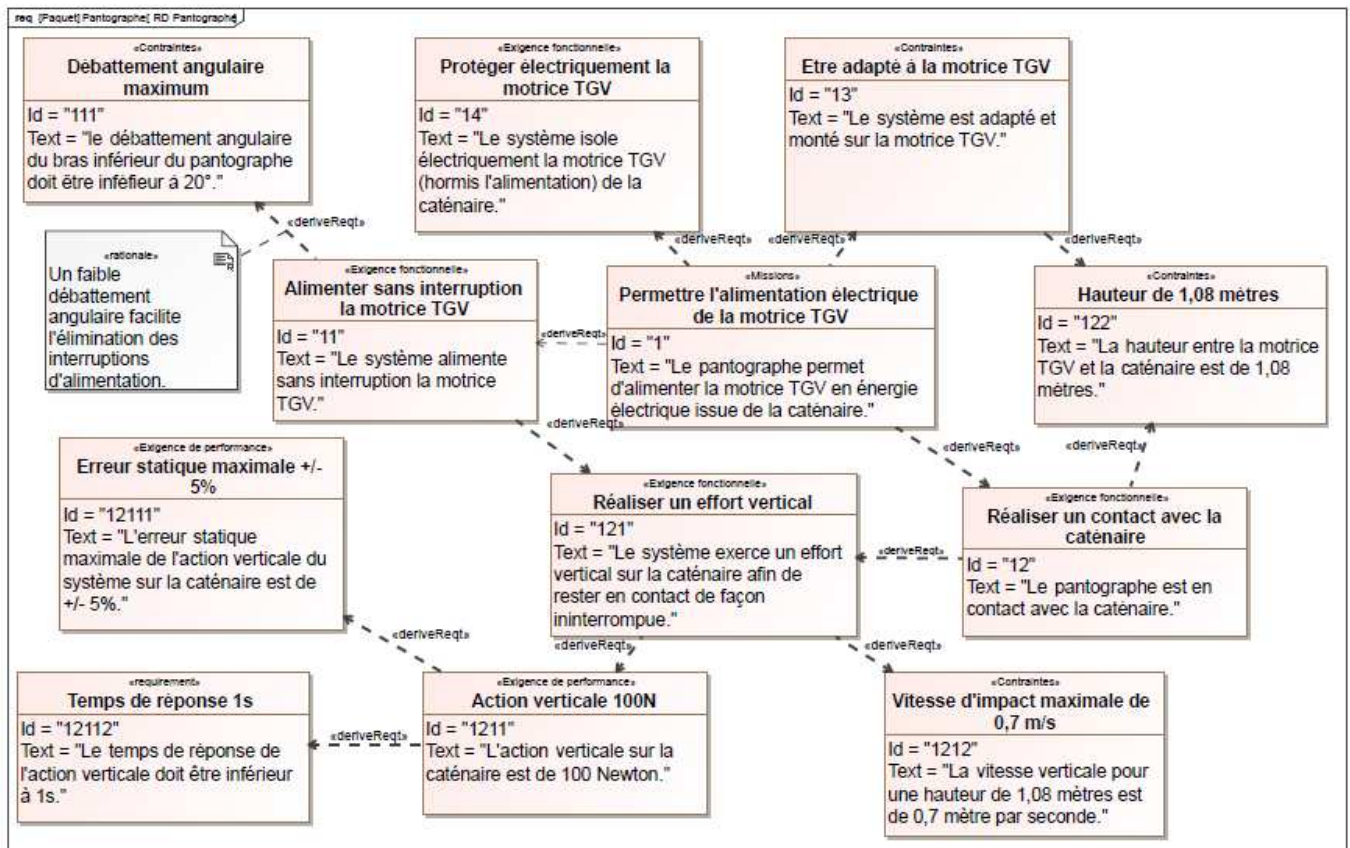 req [Paquet] Pantographe[ RD Pantographe]
«Contraintes»
Débattement angulaire
maximum
Id = "111"
Text = "le débattement angulaire
du bras inférieur du pantographe
doit être inféfieur à 20°."
«Exigence fonctionnelle»
Protéger électriquement la
motrice TGV
Id = "14"
Text = "Le système isole
électriquement la motrice TGV
(hormis l'alimentation) de la
caténaire."
«Contraintes»
Etre adapté à la motrice TGV
Id = "13"
Text = "Le système est adapté et
monté sur la motrice TGV."
«deriveReqt»
«deriveReqt»
«deriveReqt»
«deriveReqt»
«rationale»
Un faible
débattement
angulaire facilite
l'élimination des
interruptions
d'alimentation.
«Exigence fonctionnelle»
Alimenter sans interruption
la motrice TGV
Id = "11"
Text = "Le système alimente
sans interruption la motrice
TGV."
«deriveReqt»
«Missions»
Permettre l'alimentation électrique
de la motrice TGV
Id = "1"
Text = "Le pantographe permet
d'alimenter la motrice TGV en énergie
électrique issue de la caténaire."
«Contraintes»
Hauteur de 1,08 mètres
Id = "122"
Text = "La hauteur entre la motrice
TGV et la caténaire est de 1,08
mètres."
«deriveReqt»
«deriveReqt»
«deriveReqt»
«Exigence de performance»
Erreur statique maximale +/-
5%
Id = "12111"
Text = "L'erreur statique
maximale de l'action verticale du
système sur la caténaire est de
+/- 5%."
«Exigence fonctionnelle»
Réaliser un effort vertical
Id = "121"
Text = "Le système exerce un effort
vertical sur la caténaire afin de
rester en contact de façon
ininterrompue."
«deriveReqt»
«Exigence fonctionnelle»
Réaliser un contact avec la
caténaire
Id = "12"
Text = "Le pantographe est en
contact avec la caténaire."
«deriveReqt»
«deriveReqt»
«deriveReqt»
«requirement»
Temps de réponse 1s
Id = "12112"
Text = "Le temps de réponse de
l'action verticale doit être inférieur
à 1s."
«deriveReqt»
«Exigence de performance»
Action verticale 100N
Id = "1211"
Text = "L'action verticale sur la
caténaire est de 100 Newton."
«Contraintes»
Vitesse d'impact maximale de
0,7 m/s
Id = "1212"
Text = "La vitesse verticale pour
une hauteur de 1,08 mètres est
de 0,7 mètre par seconde."